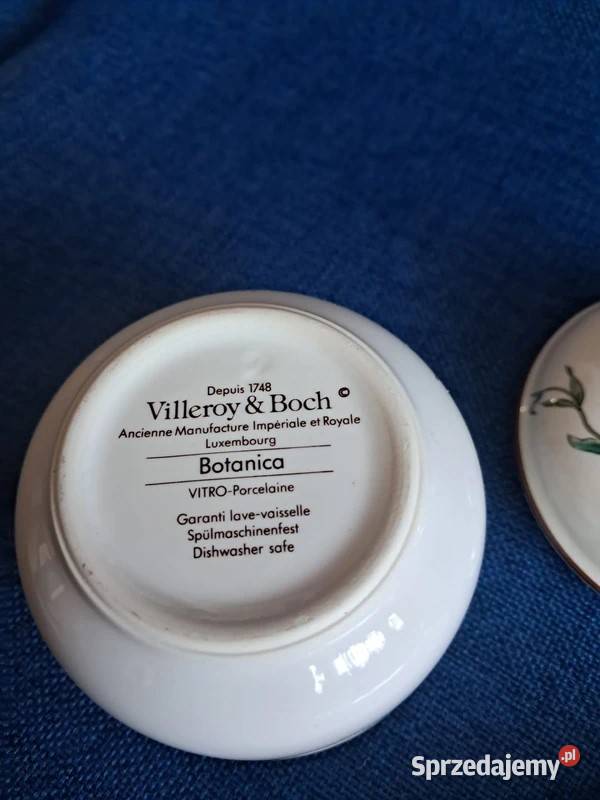 Depuis 1748
Villeroy & Boch ©
Ancienne Manufacture Impériale et Royale
Luxembourg
Botanica
VITRO-Porcelaine
Garanti lave-vaisselle
Spülmaschinenfest
Dishwasher safe
Sprzedajemy.pl